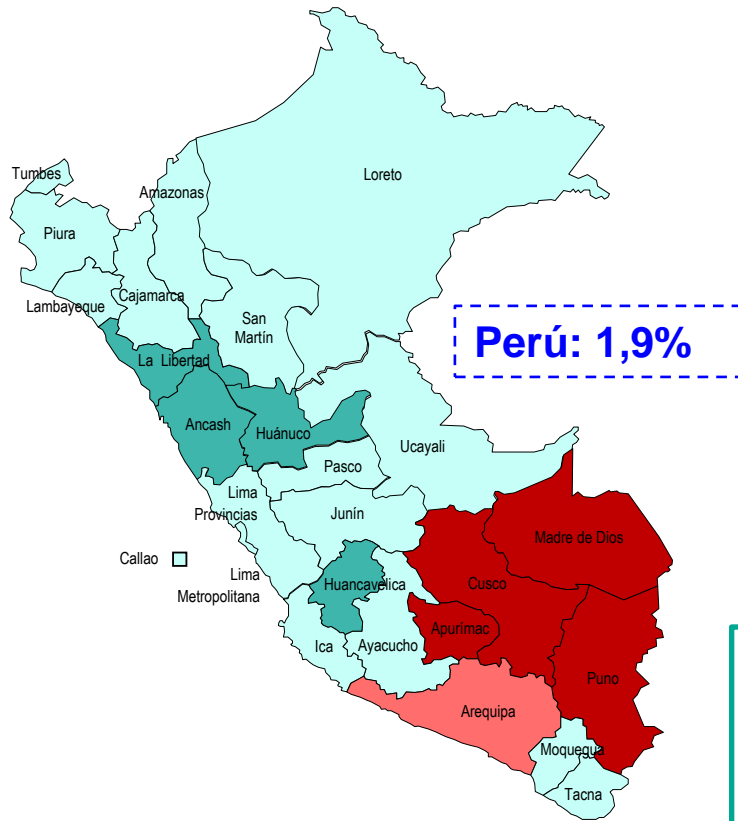 Tumbes
Amazonas
Loreto
Piura
Lambayeque
Cajamarca
San
Martín
Perú: 1,9%
La Libertad
Ancash
Huánuco
Ucayali
Pasco
Lima
Provincias
Junín
Madre de Dios
Callao
Cusco
Lima
Metropolitana
Huancavelica
Apurímac
Ica
Ayacucho
Puno
Arequipa
Moquegua
Tacna